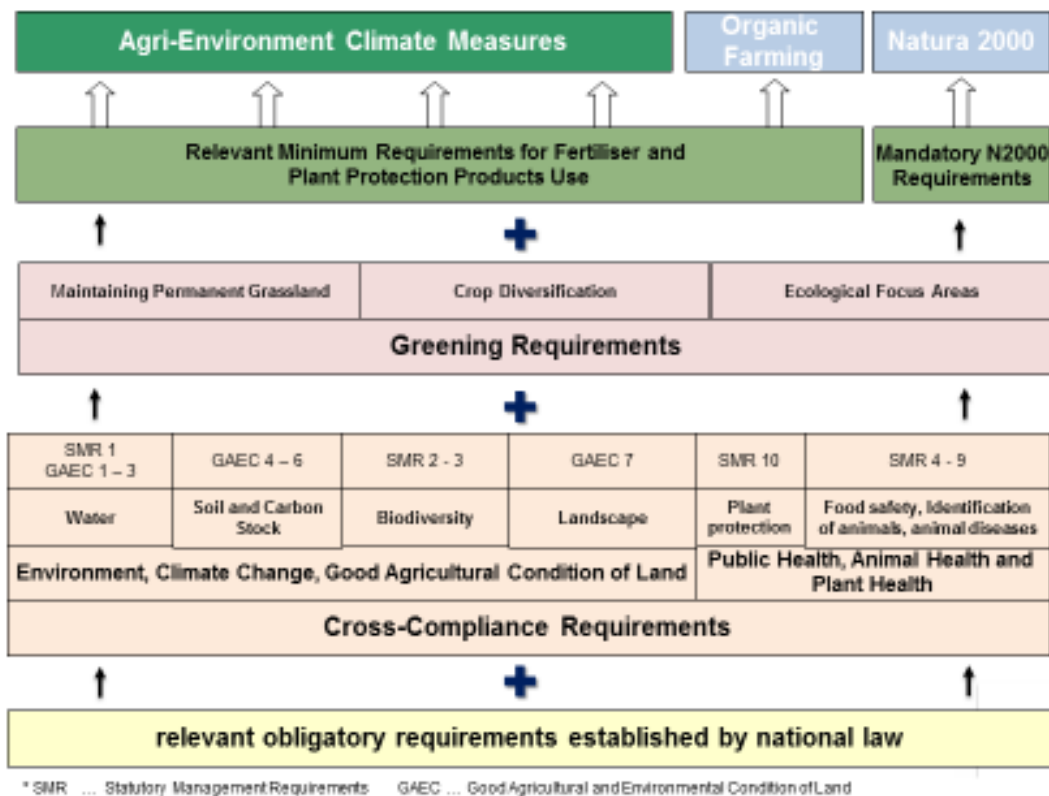 Agri-Environment Climate Measures
Organic
Farming
Natura 2000
Relevant Minimum Requirements for Fertiliser and
Plant Protection Products Use
Mandatory N2000
Requirements
Maintaining Permanent Grassland
Crop Diversification
Ecological Focus Areas
Greening Requirements
SMR 1
GAEC 1 – 3
GAEC 4 – 6
SMR 2 - 3
GAEC 7
SMR 10
SMR 4 - 9
Water
Soil and Carbon
Stock
Biodiversity
Landscape
Plant
protection
Food safety, Identification
of animals, animal diseases
Environment, Climate Change, Good Agricultural Condition of Land
Public Health, Animal Health and
Plant Health
Cross-Compliance Requirements
relevant obligatory requirements established by national law
* SMR ... Statutory Management Requirements GAEC ... Good Agricultural and Environmental Condition of Land